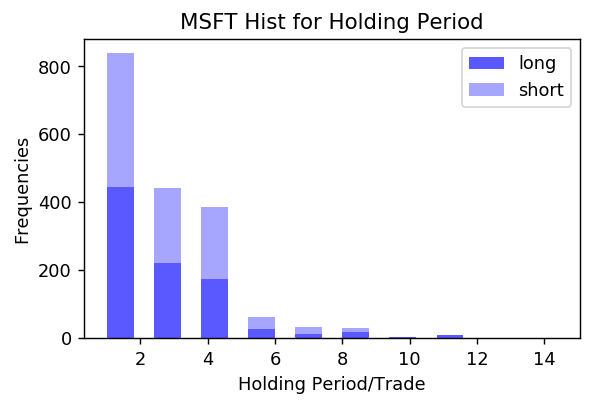 MSFT Hist for Holding Period
long
short
800
600
400
200
0
Frequencies
2 4 6 8 10 12 14
Holding Period/Trade